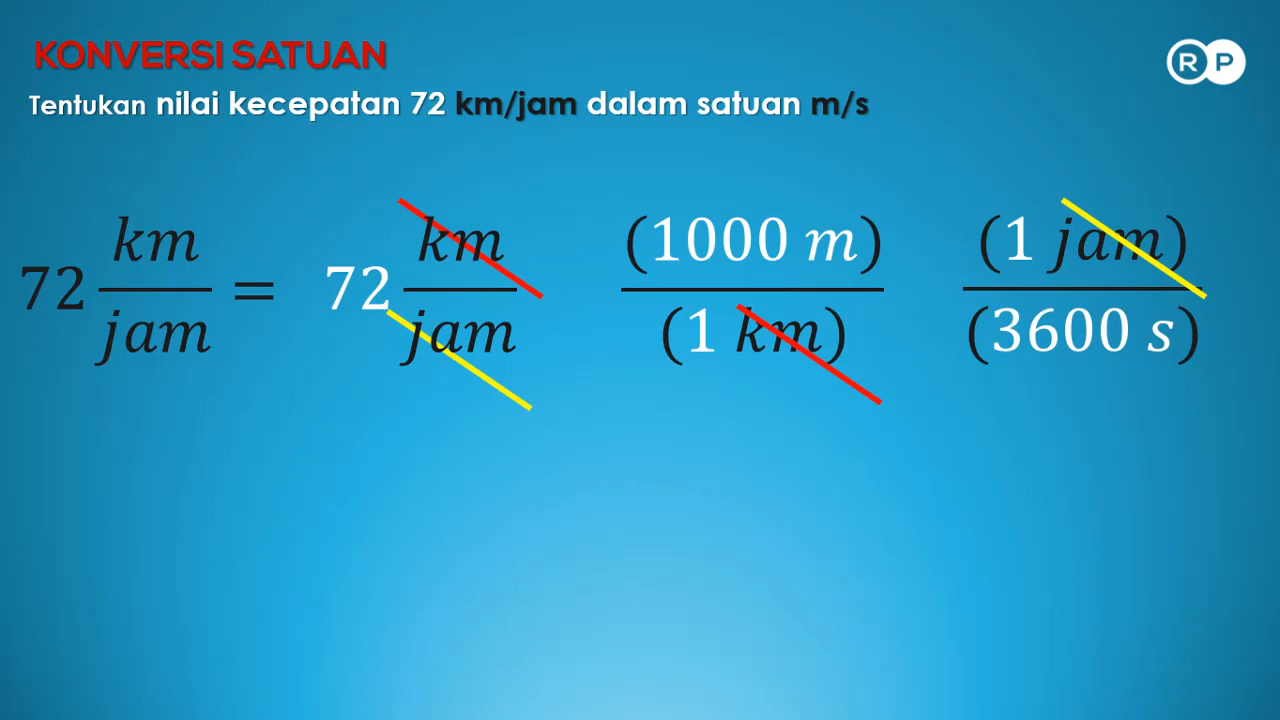 KONVERSI SATUAN
R P
Tentukan nilai kecepatan 72 km/jam dalam satuan m/s
72 km/jam = 72 km/jam (1000 m)/(1 km) (1 jam)/(3600 s)